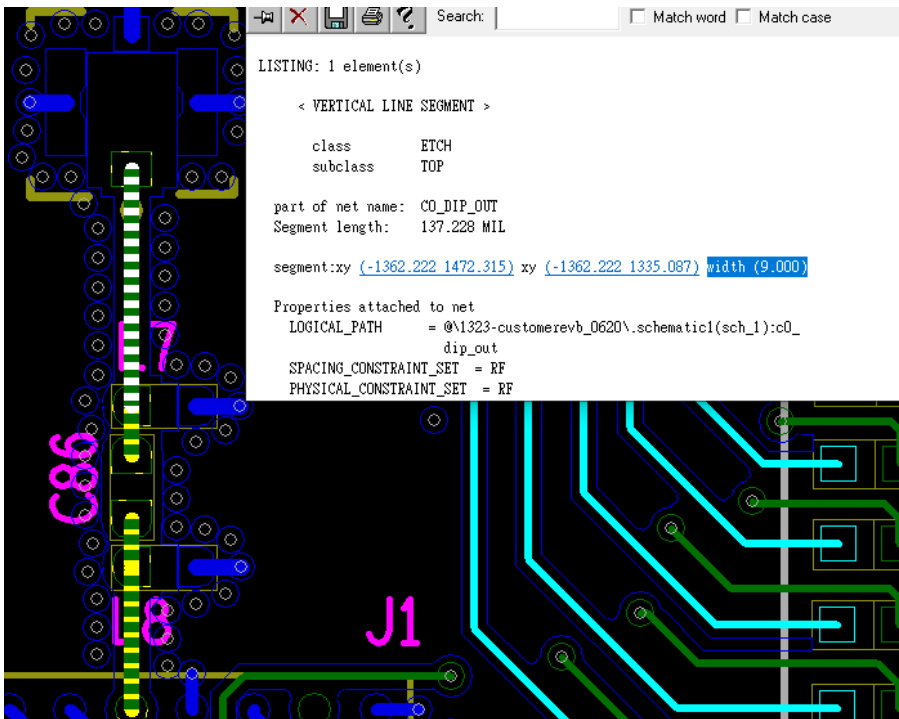 Search:
Match word
Match case
LISTING: 1 element(s)
< VERTICAL LINE SEGMENT >
class ETCH
subclass TOP
part of net name: CO_DIP_OUT
Segment length: 137.228 MIL
segment:xy (-1362.222 1472.315) xy (-1362.222 1335.087) width (9.000)
Properties attached to net
LOGICAL_PATH = @\1323-customerevb_0620\.schematic1(sch_1):c0_
dip_out
SPACING_CONSTRAINT_SET = RF
PHYSICAL_CONSTRAINT_SET = RF
L7
C86
L8
J1